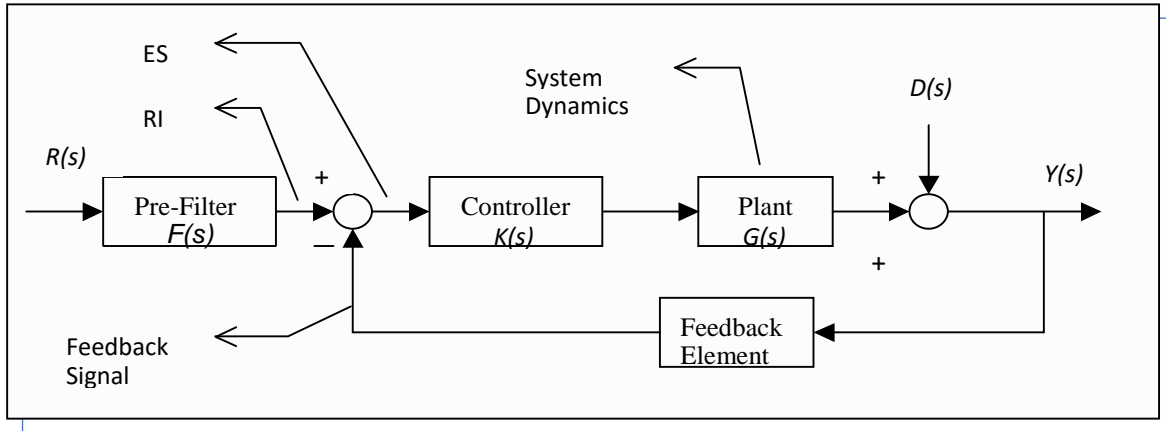 ES
System
Dynamics
D(s)
RI
R(s)
+
+
Y(s)
Pre-Filter
F(s)
Controller
K(s)
Plant
G(s)
–
+
Feedback
Element
Feedback
Signal